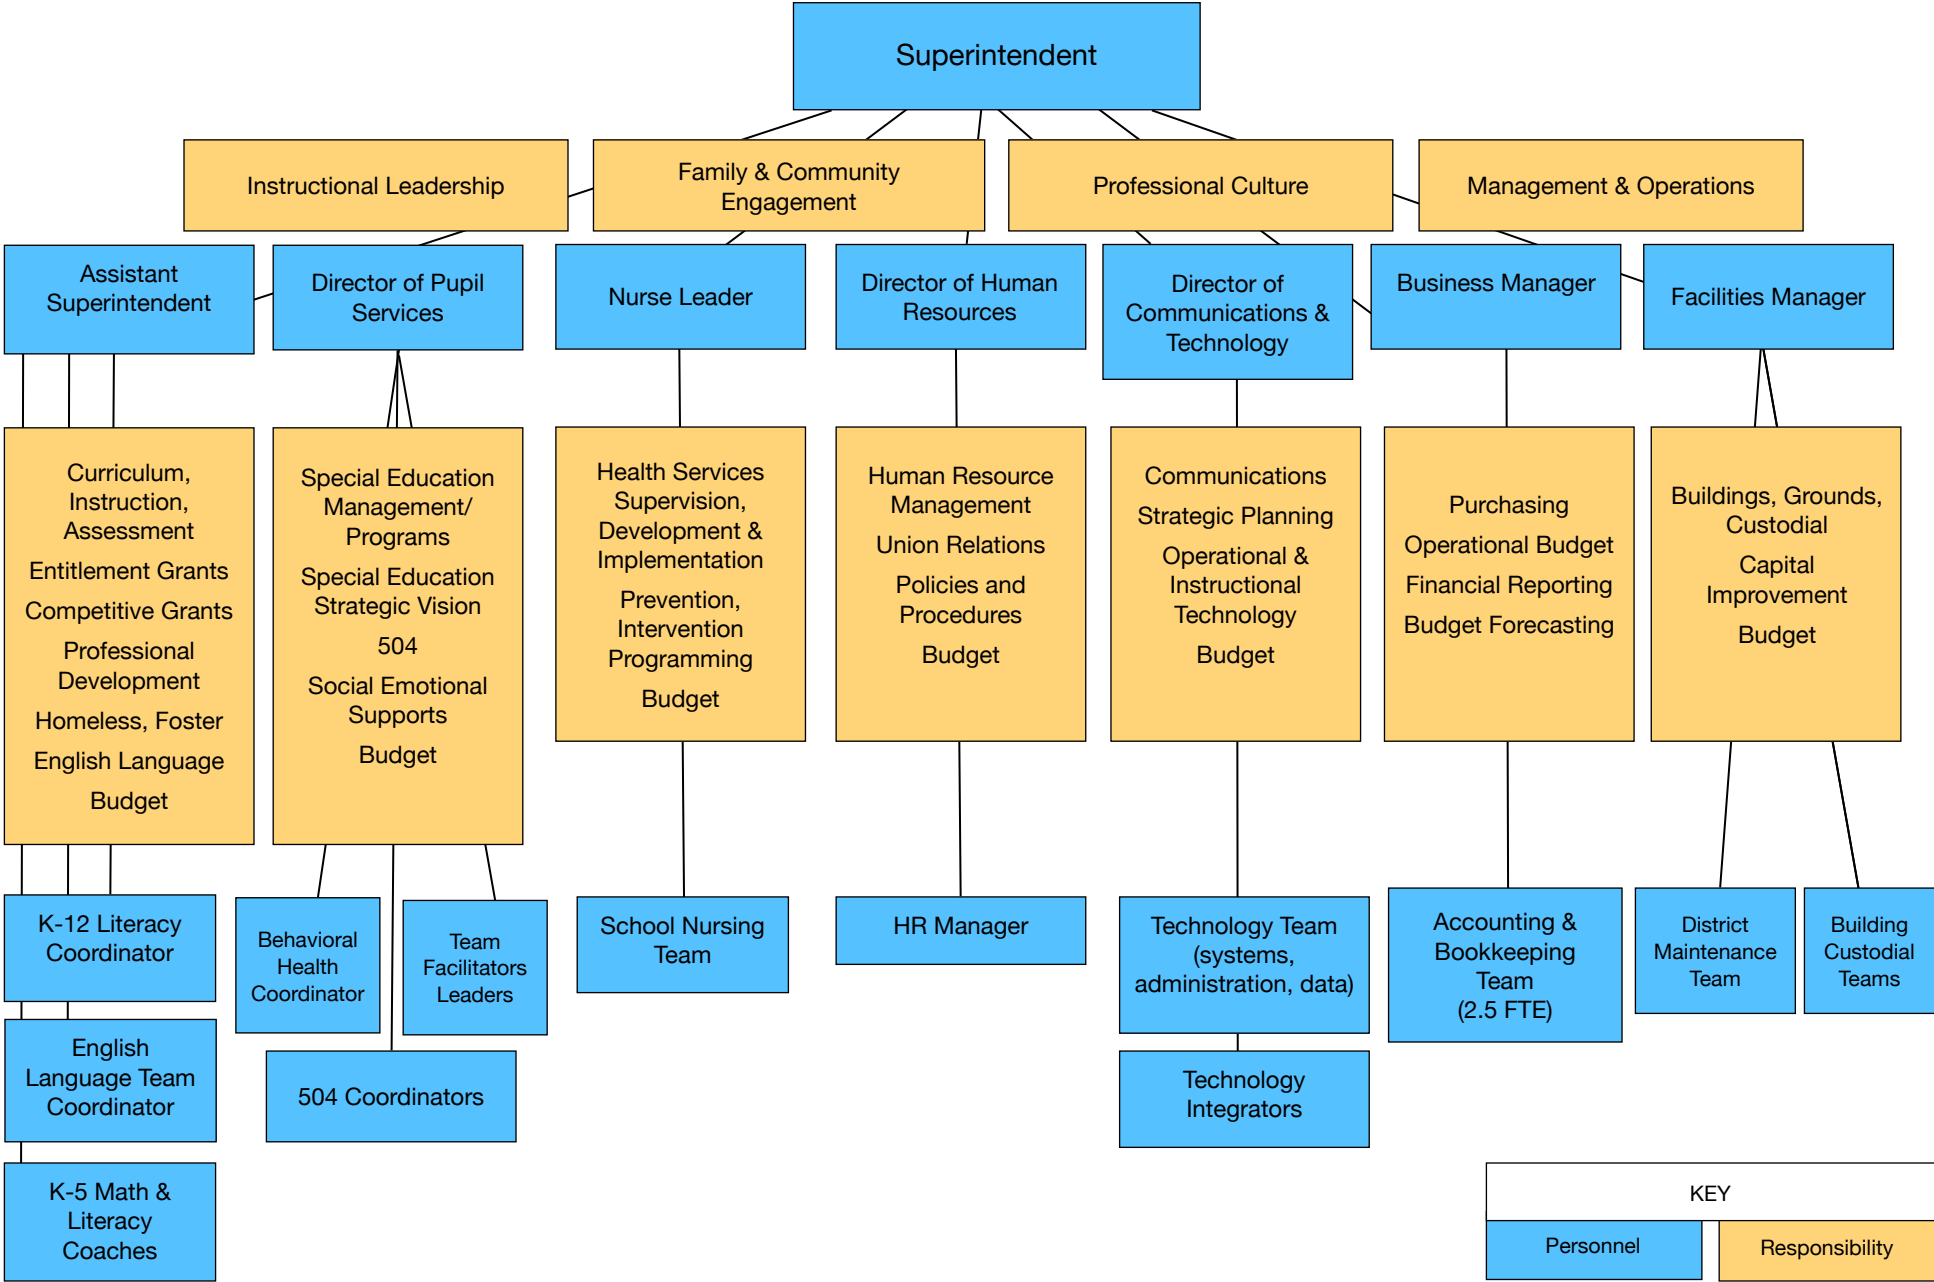 Superintendent
Instructional Leadership
Family & Community
Engagement
Professional Culture
Management & Operations
Assistant
Superintendent
Director of Pupil
Services
Nurse Leader
Director of Human
Resources
Director of
Communications &
Technology
Business Manager
Facilities Manager
Curriculum,
Instruction,
Assessment
Entitlement Grants
Competitive Grants
Professional
Development
Homeless, Foster
English Language
Budget
Special Education
Management/
Programs
Special Education
Strategic Vision
504
Social Emotional
Supports
Budget
Health Services
Supervision,
Development &
Implementation
Prevention,
Intervention
Programming
Budget
Human Resource
Management
Union Relations
Policies and
Procedures
Budget
Communications
Strategic Planning
Operational &
Instructional
Technology
Budget
Purchasing
Operational Budget
Financial Reporting
Budget Forecasting
Buildings, Grounds,
Custodial
Capital
Improvement
Budget
K-12 Literacy
Coordinator
English
Language Team
Coordinator
K-5 Math &
Literacy
Coaches
Behavioral
Health
Coordinator
Team
Facilitators
Leaders
504 Coordinators
School Nursing
Team
HR Manager
Technology Team
(systems,
administration, data)
Technology
Integrators
Accounting &
Bookkeeping
Team
(2.5 FTE)
District
Maintenance
Team
Building
Custodial
Teams
KEY
Personnel
Responsibility